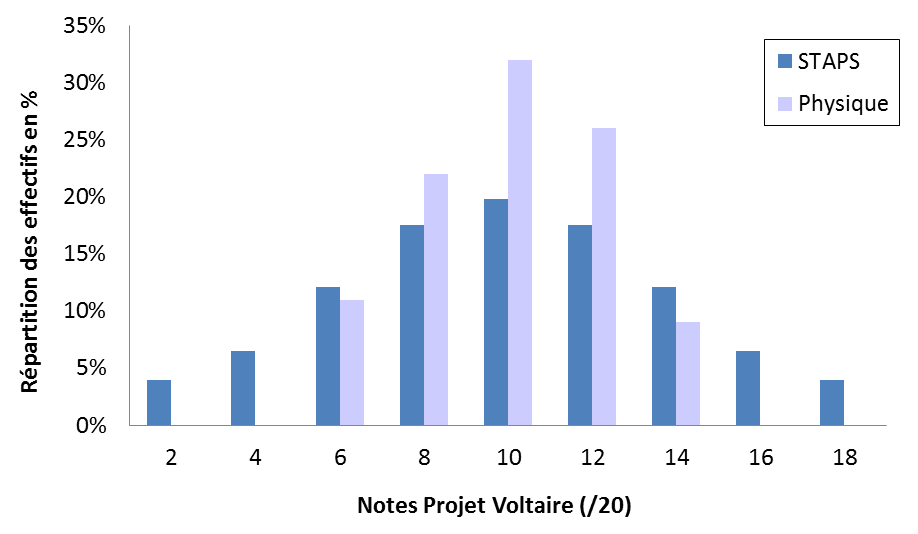 35%
30%
25%
20%
15%
10%
5%
0%
Répartition des effectifs en %
STAPS
Physique
2 4 6 8 10 12 14 16 18
Notes Projet Voltaire (/20)